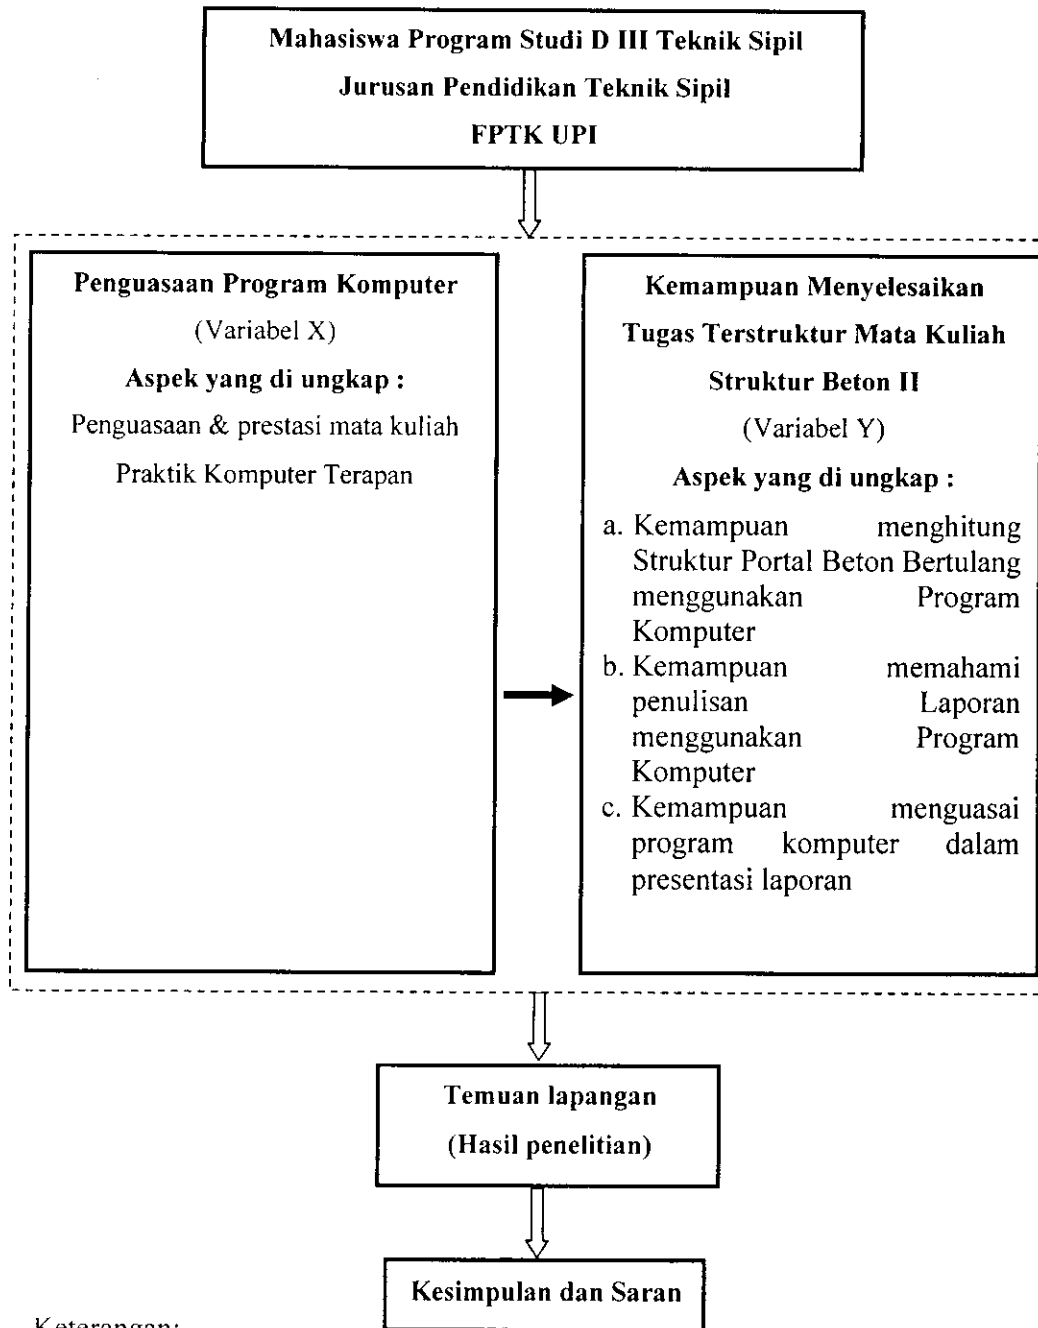 Mahasiswa Program Studi D III Teknik Sipil
Jurusan Pendidikan Teknik Sipil
FPTK UPI
Penguasaan Program Komputer
(Variabel X)
Aspek yang di ungkap :
Penguasaan & prestasi mata kuliah
Praktik Komputer Terapan
Kemampuan Menyelesaikan
Tugas Terstruktur Mata Kuliah
Struktur Beton II
(Variabel Y)
Aspek yang di ungkap :
a. Kemampuan menghitung
Struktur Portal Beton Bertulang
menggunakan Program
Komputer
b. Kemampuan memahami
penulisan Laporan
menggunakan Program
Komputer
c. Kemampuan menguasai
program komputer dalam
presentasi laporan
Temuan lapangan
(Hasil penelitian)
Kesimpulan dan Saran
Keterangan: